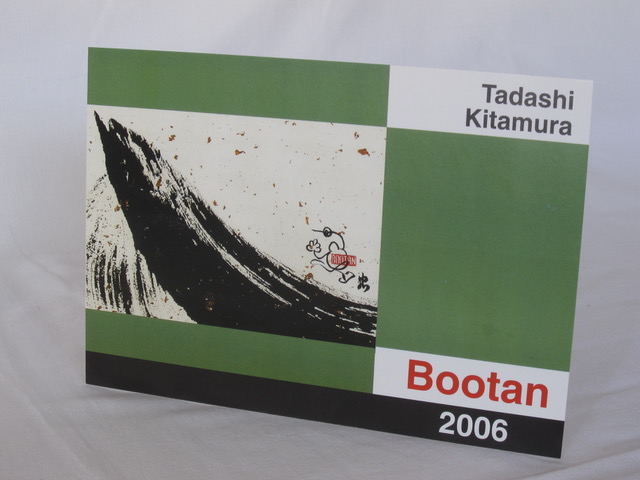 Tadashi
Kitamura
BOOTAN
Bootan
2006